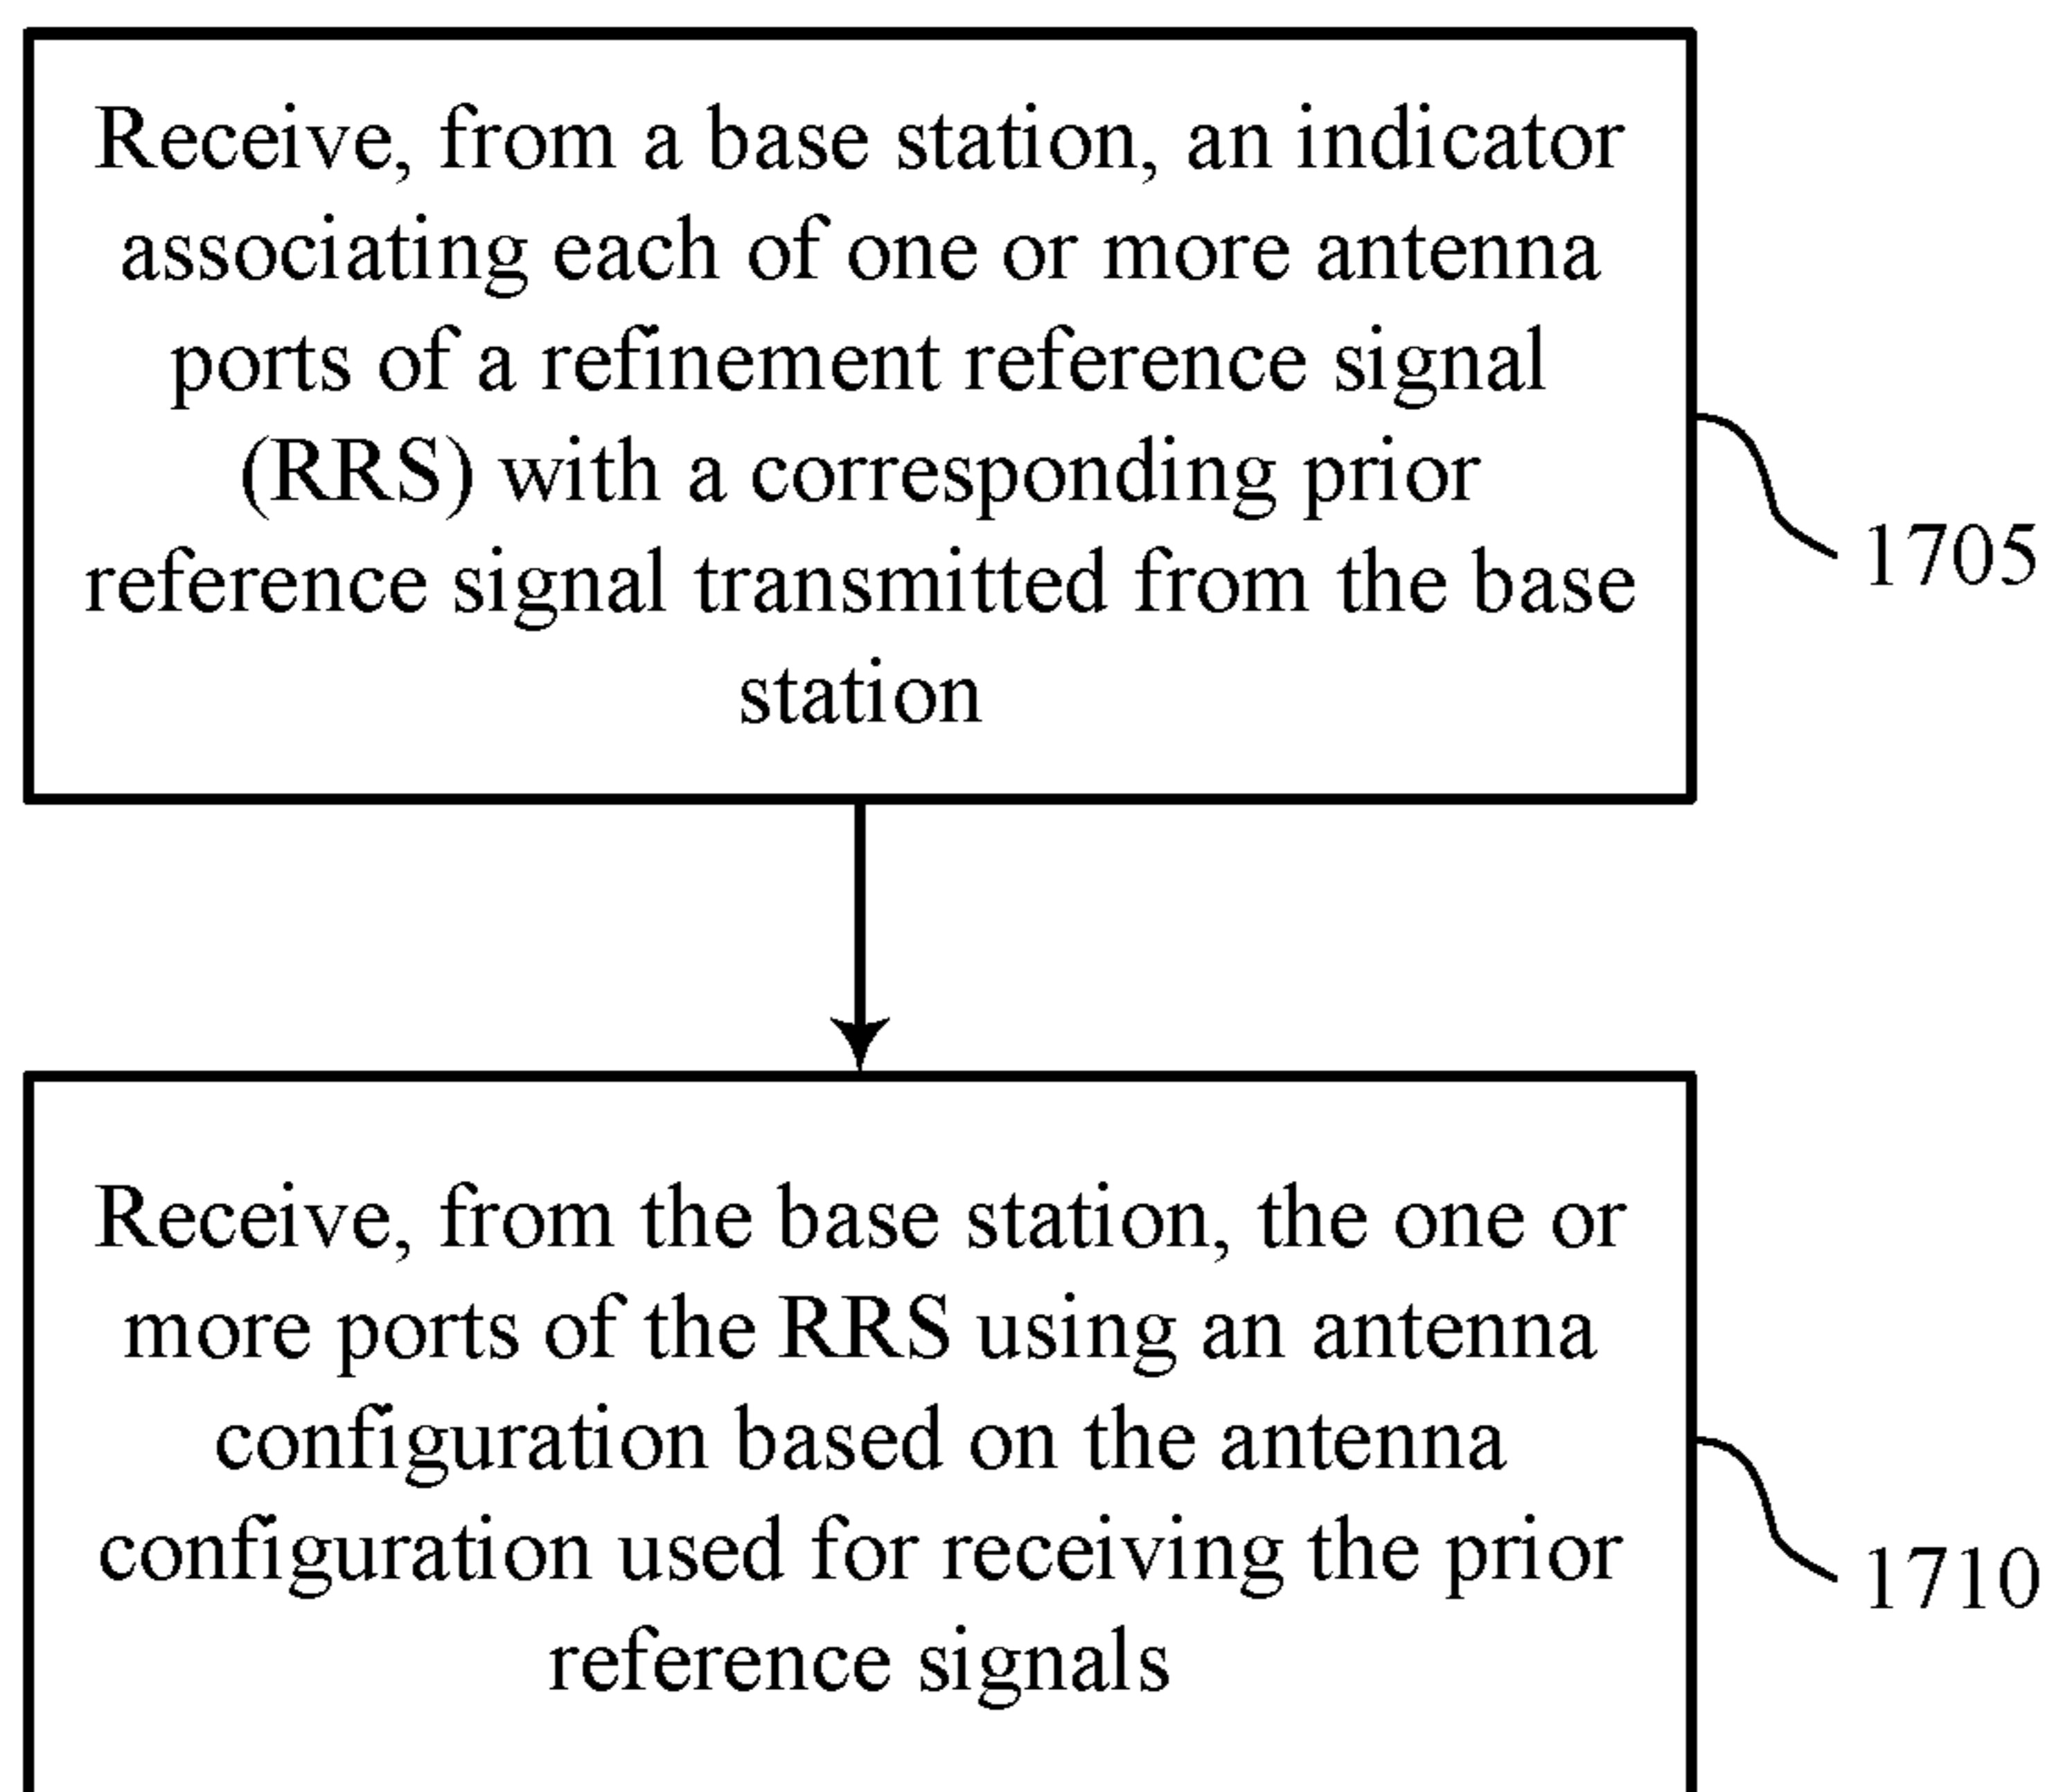 Receive, from a base station, an indicator
associating each of one or more antenna
ports of a refinement reference signal
(RRS) with a corresponding prior
reference signal transmitted from the base
station
1705
Receive, from the base station, the one or
more ports of the RRS using an antenna
configuration based on the antenna
configuration used for receiving the prior
reference signals
1710